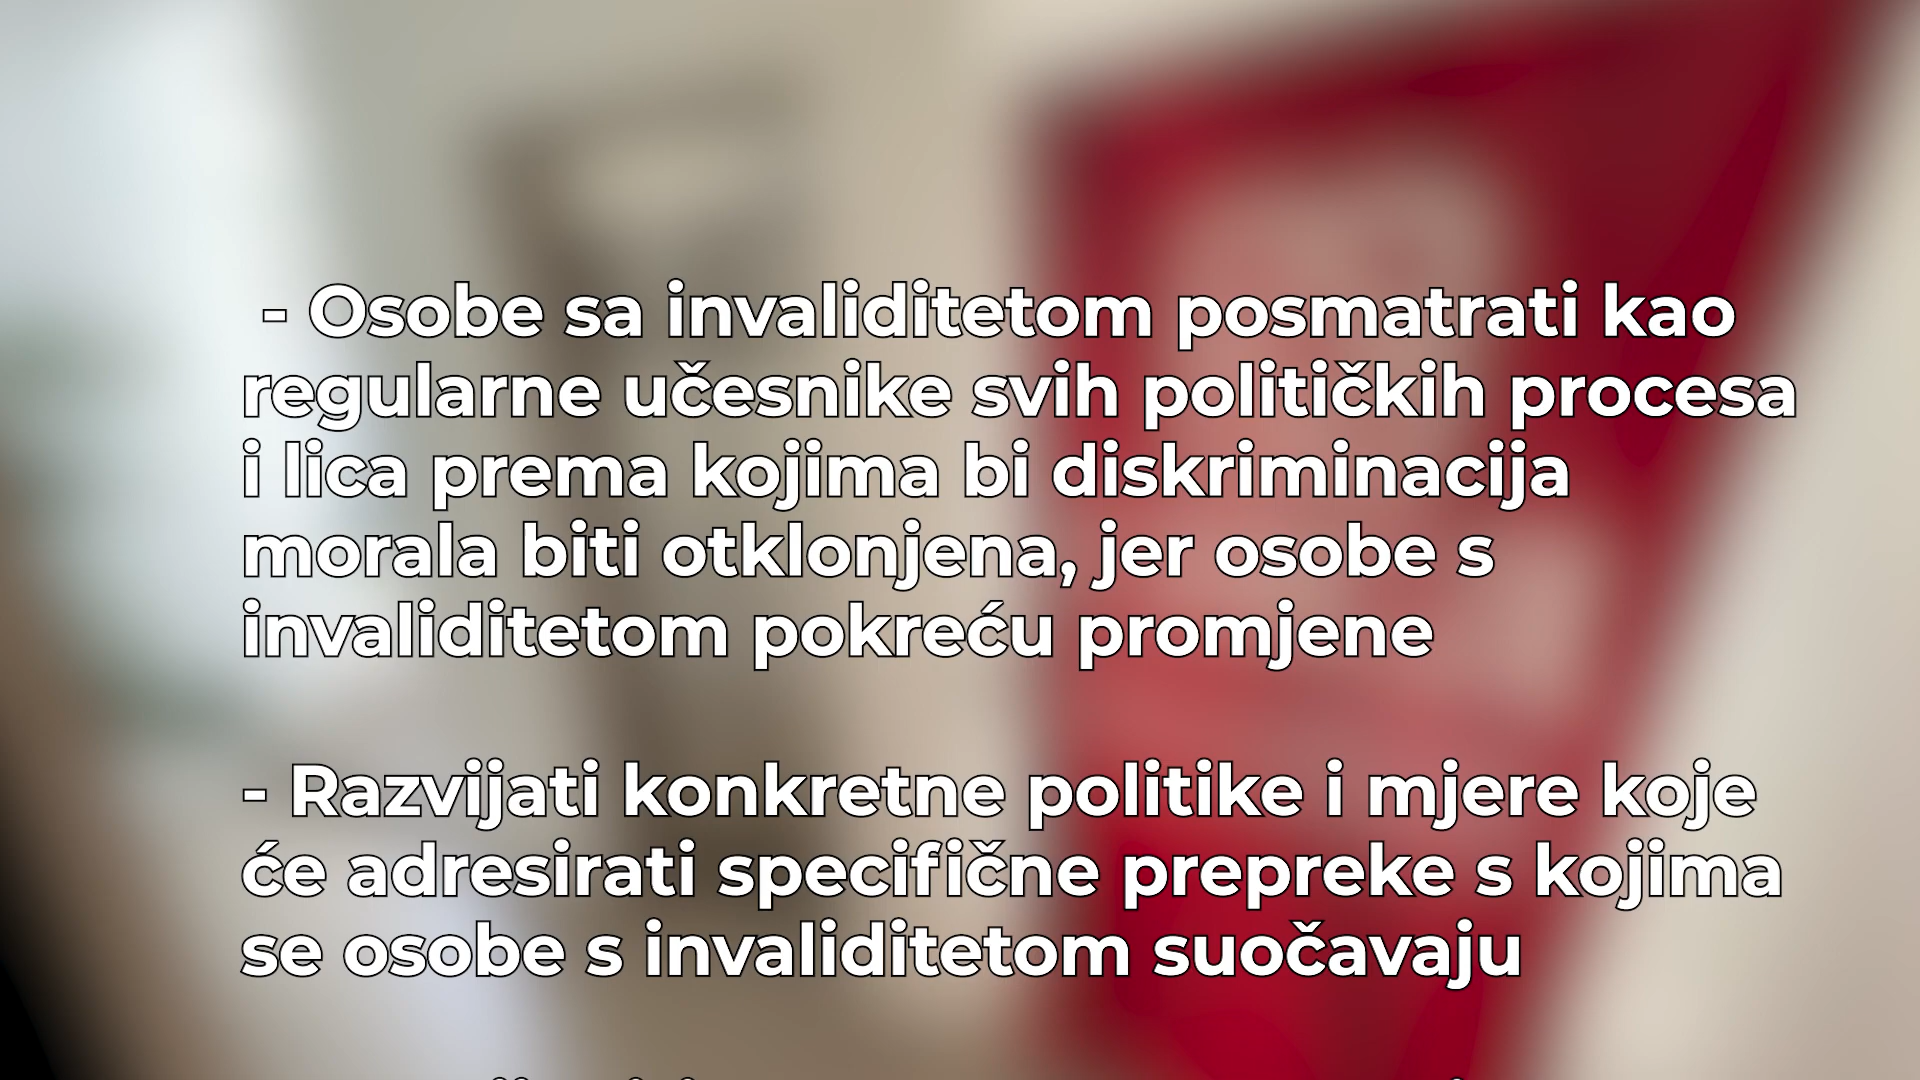 - Osobe sa invaliditetom posmatrati kao
regularne učesnike svih političkih procesa
i lica prema kojima bi diskriminacija
morala biti otklonjena, jer osobe s
invaliditetom pokreću promjene
- Razvijati konkretne politike i mjere koje
će adresirati specifične prepreke s kojima
se osobe s invaliditetom suočavaju